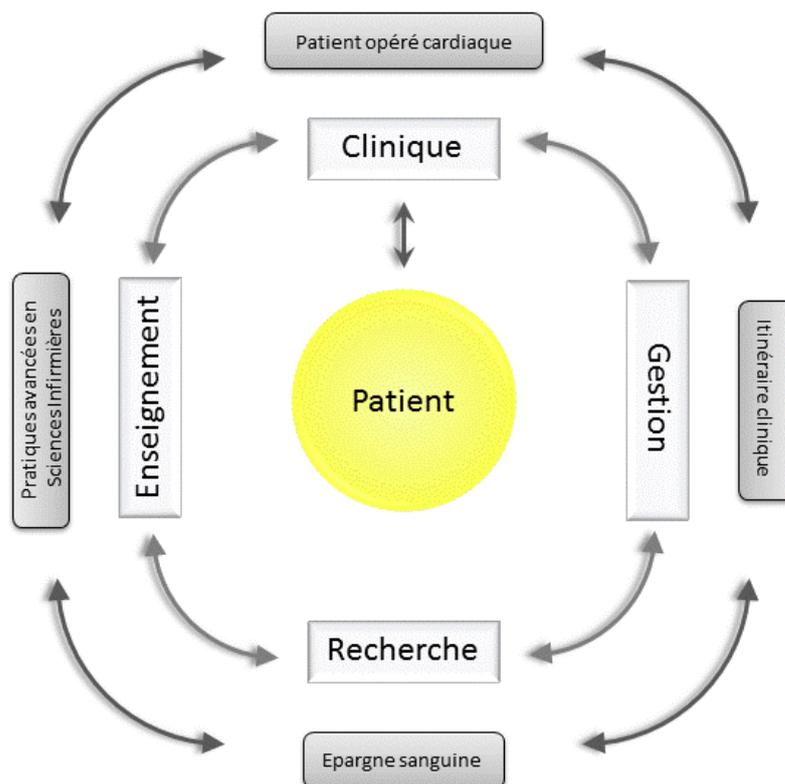 Patient opéré cardiaque
Clinique
Pratiques avancées en
Sciences Infirmières
Enseignement
Patient
Gestion
Itinéraire clinique
Recherche
Epargne sanguine